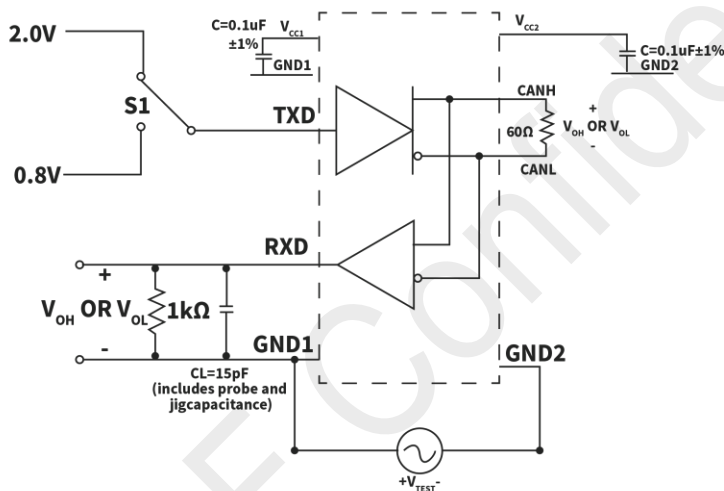 2.0V
C=0.1uF
±1%
VCC1
GND1
VCC2
C=0.1uF±1%
GND2
S1
TXD
CANH
60Ω
+
VOH OR VOL
-
CANL
0.8V
RXD
+
VOH OR VOL
1kΩ
-
GND1
GND2
CL=15pF
(includes probe and
jigcapacitance)
+VTEST-